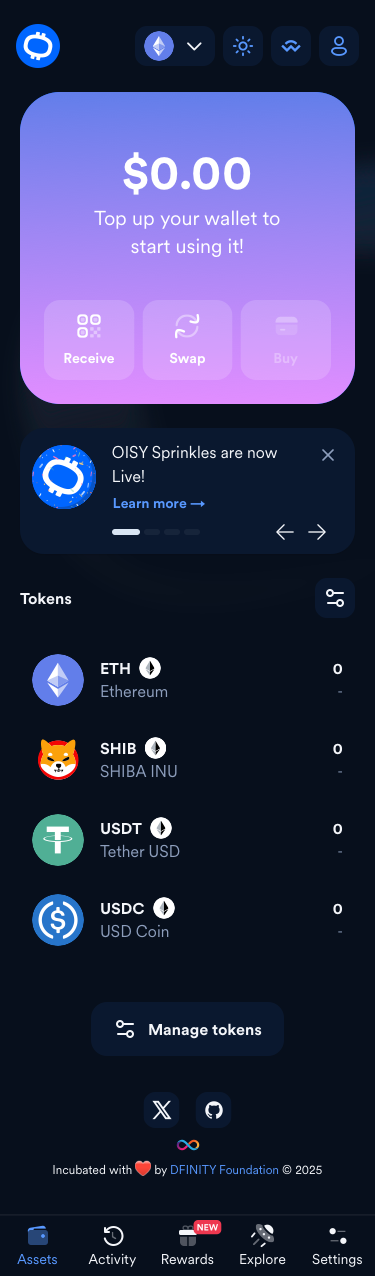 $0.00
Top up your wallet to
start using it!
Receive
Swap
Buy
OISY Sprinkles are now
Live!
Learn more →
Tokens
ETH
0
Ethereum
-
SHIB
0
SHIBA INU
-
USDT
0
Tether USD
-
USDC
0
USD Coin
-
Manage tokens
Incubated with ❤️ by DFINITY Foundation © 2025
NEW
Assets
Activity
Rewards
Explore
Settings